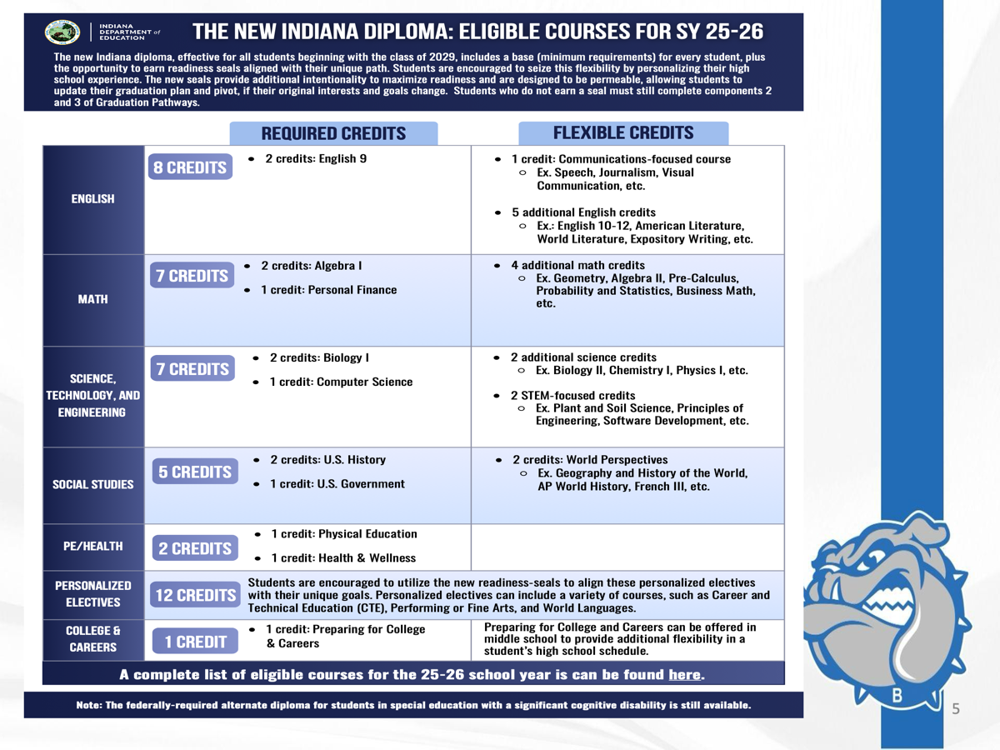 INDIANA
DEPARTMENT of
EDUCATION
THE NEW INDIANA DIPLOMA: ELIGIBLE COURSES FOR SY 25-26
The new Indiana diploma, effective for all students beginning with the class of 2029, includes a base (minimum requirements) for every student, plus
the opportunity to earn readiness seals aligned with their unique path. Students are encouraged to seize this flexibility by personalizing their high
school experience. The new seals provide additional intentionality to maximize readiness and are designed to be permeable, allowing students to
update their graduation plan and pivot, if their original interests and goals change. Students who do not earn a seal must still complete components 2
and 3 of Graduation Pathways.
REQUIRED CREDITS
FLEXIBLE CREDITS
ENGLISH
8 CREDITS
• 2 credits: English 9
• 1 credit: Communications-focused course
○ Ex. Speech, Journalism, Visual
Communication, etc.
• 5 additional English credits
○ Ex.: English 10-12, American Literature,
World Literature, Expository Writing, etc.
MATH
7 CREDITS
• 2 credits: Algebra I
• 1 credit: Personal Finance
• 4 additional math credits
○ Ex. Geometry, Algebra II, Pre-Calculus,
Probability and Statistics, Business Math,
etc.
SCIENCE,
TECHNOLOGY, AND
ENGINEERING
7 CREDITS
• 2 credits: Biology I
• 1 credit: Computer Science
• 2 additional science credits
○ Ex. Biology II, Chemistry I, Physics I, etc.
• 2 STEM-focused credits
○ Ex. Plant and Soil Science, Principles of
Engineering, Software Development, etc.
SOCIAL STUDIES
5 CREDITS
• 2 credits: U.S. History
• 1 credit: U.S. Government
• 2 credits: World Perspectives
○ Ex. Geography and History of the World,
AP World History, French III, etc.
PE/HEALTH
2 CREDITS
• 1 credit: Physical Education
• 1 credit: Health & Wellness
PERSONALIZED
ELECTIVES
12 CREDITS
Students are encouraged to utilize the new readiness-seals to align these personalized electives
with their unique goals. Personalized electives can include a variety of courses, such as Career and
Technical Education (CTE), Performing or Fine Arts, and World Languages.
COLLEGE &
CAREERS
1 CREDIT
• 1 credit: Preparing for College
& Careers
Preparing for College and Careers can be offered in
middle school to provide additional flexibility in a
student's high school schedule.
A complete list of eligible courses for the 25-26 school year is can be found here.
Note: The federally-required alternate diploma for students in special education with a significant cognitive disability is still available.
B
5